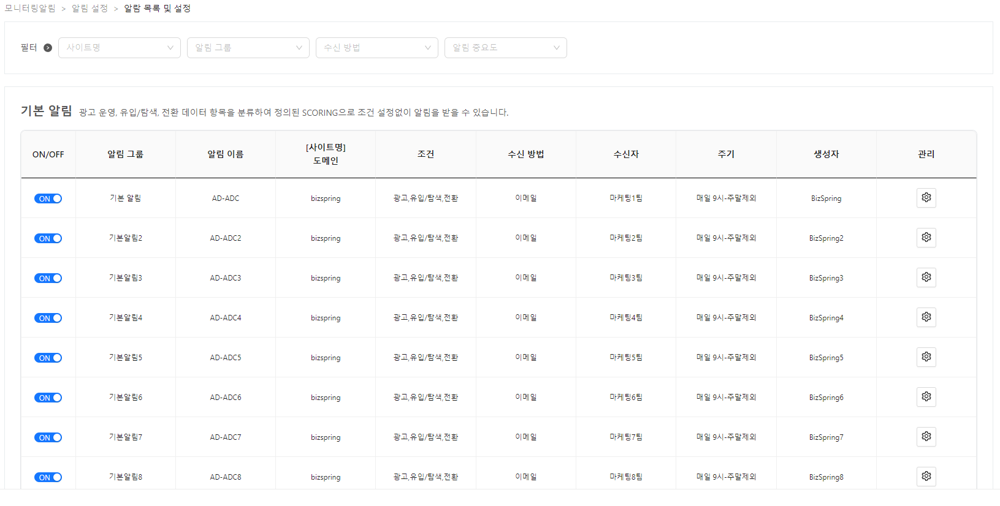 모니터링알림 > 알림 설정 > 알람 목록 및 설정
필터 사이트명 알림 그룹 수신 방법 알림 중요도
기본 알림 광고 운영, 유입/탐색, 전환 데이터 항목을 분류하여 정의된 SCORING으로 조건 설정없이 알림을 받을 수 있습니다.
ON/OFF 알림 그룹 알림 이름 [사이트명] 도메인 조건 수신 방법 수신자 주기 생성자 관리
ON 기본 알림 AD-ADC bizspring 광고,유입/탐색,전환 이메일 마케팅1팀 매일 9시-주말제외 BizSpring
ON 기본알림2 AD-ADC2 bizspring 광고,유입/탐색,전환 이메일 마케팅2팀 매일 9시-주말제외 BizSpring2
ON 기본알림3 AD-ADC3 bizspring 광고,유입/탐색,전환 이메일 마케팅3팀 매일 9시-주말제외 BizSpring3
ON 기본알림4 AD-ADC4 bizspring 광고,유입/탐색,전환 이메일 마케팅4팀 매일 9시-주말제외 BizSpring4
ON 기본알림5 AD-ADC5 bizspring 광고,유입/탐색,전환 이메일 마케팅5팀 매일 9시-주말제외 BizSpring5
ON 기본알림6 AD-ADC6 bizspring 광고,유입/탐색,전환 이메일 마케팅6팀 매일 9시-주말제외 BizSpring6
ON 기본알림7 AD-ADC7 bizspring 광고,유입/탐색,전환 이메일 마케팅7팀 매일 9시-주말제외 BizSpring7
ON 기본알림8 AD-ADC8 bizspring 광고,유입/탐색,전환 이메일 마케팅8팀 매일 9시-주말제외 BizSpring8